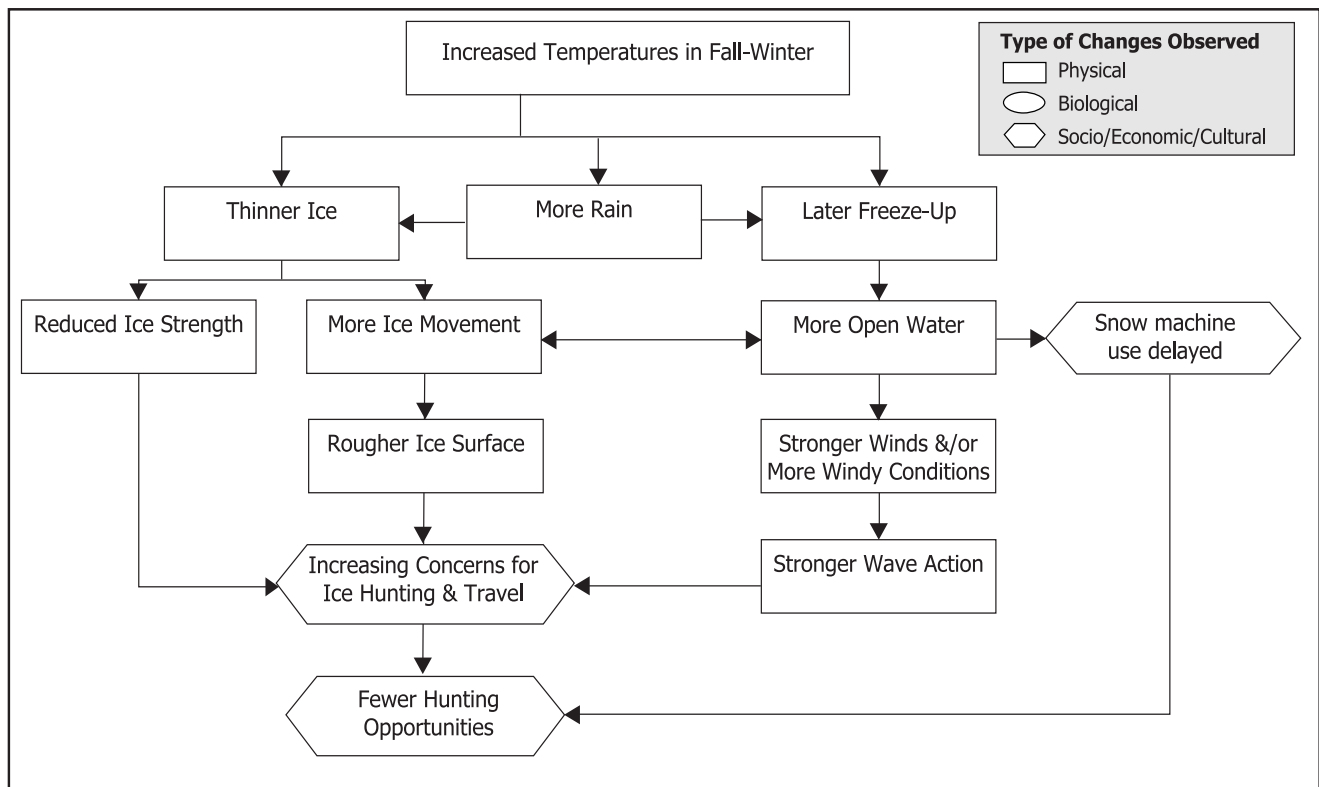 Increased Temperatures in Fall-Winter
Type of Changes Observed
Physical
Biological
Socio/Economic/Cultural
Thinner Ice
More Rain
Later Freeze-Up
Reduced Ice Strength
More Ice Movement
More Open Water
Snow machine
use delayed
Rougher Ice Surface
Stronger Winds &/or
More Windy Conditions
Increasing Concerns for
Ice Hunting & Travel
Stronger Wave Action
Fewer Hunting
Opportunities